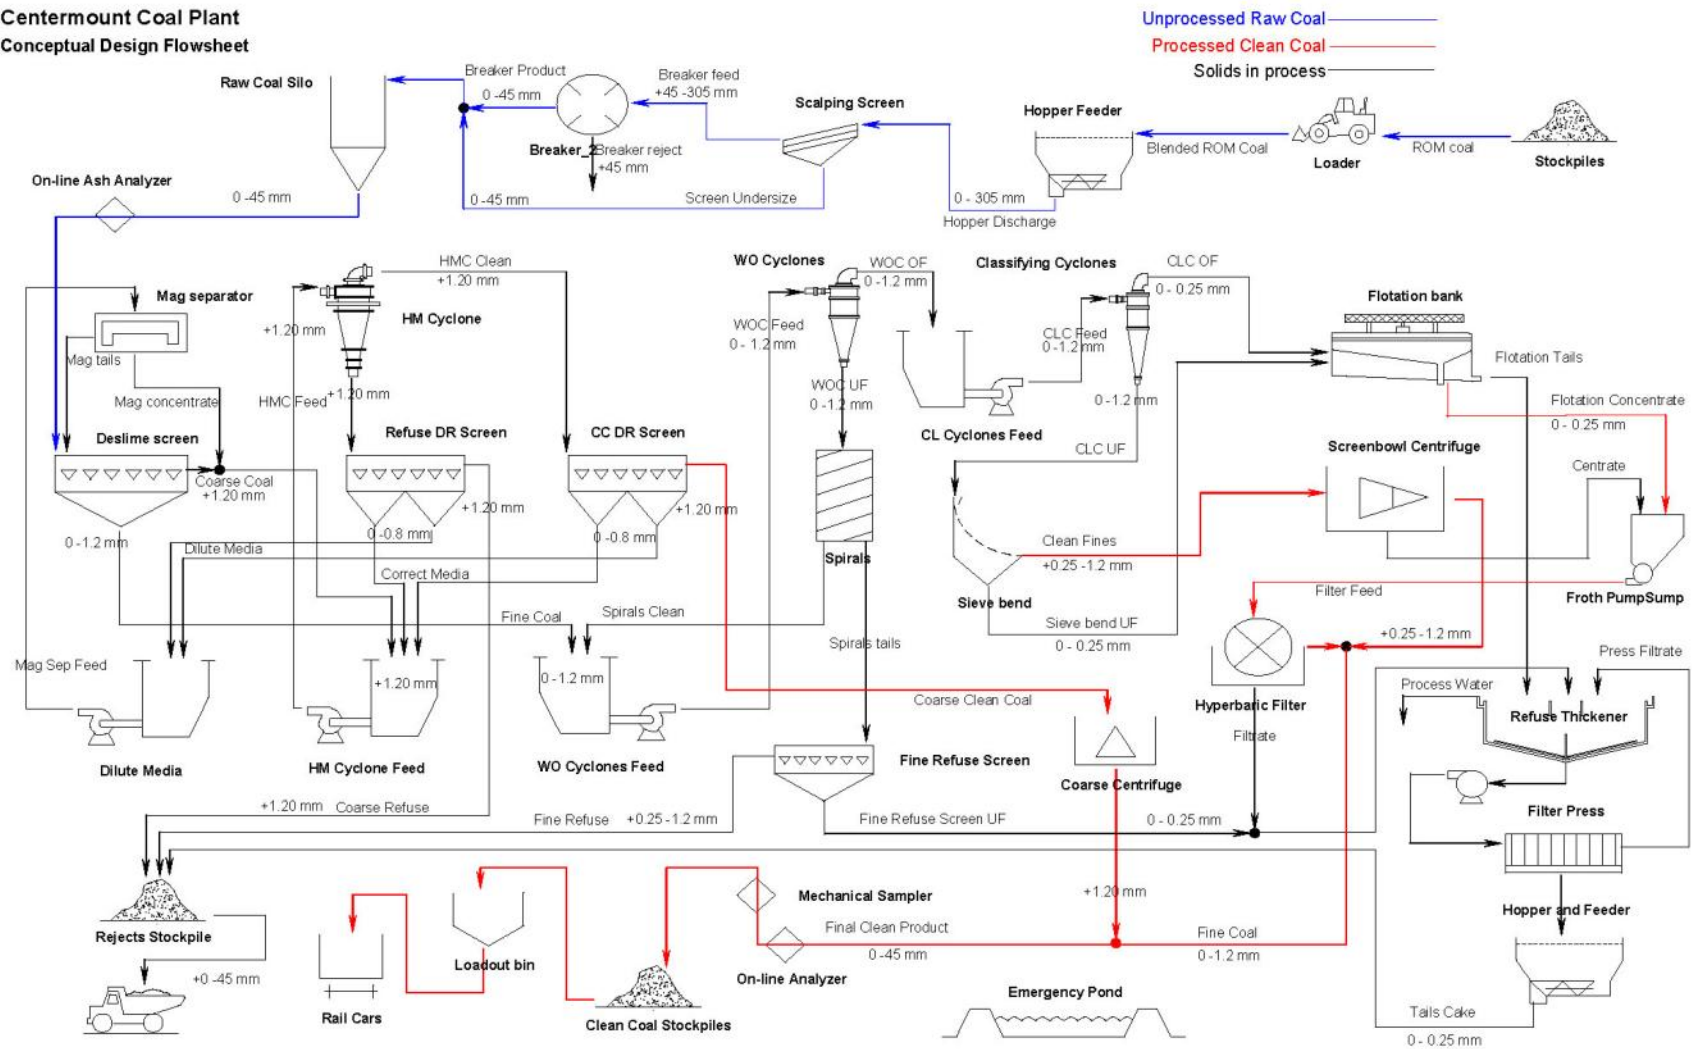 Centermount Coal Plant
Conceptual Design Flowsheet
Unprocessed Raw Coal
Processed Clean Coal
Solids in process
Raw Coal Silo
Breaker Product
0 -45 mm
Breaker feed
+45 -305 mm
Scalping Screen
Hopper Feeder
Blended ROM Coal
Loader
ROM coal
Stockpiles
Breaker_2
Breaker reject
+45 mm
On-line Ash Analyzer
0 -45 mm
0 -45 mm
Screen Undersize
0 - 305 mm
Hopper Discharge
HMC Clean
+1.20 mm
WO Cyclones
WOC OF
0 -1.2 mm
Classifying Cyclones
CLC OF
0 - 0.25 mm
Mag separator
HM Cyclone
+1.20 mm
WOC Feed
0 - 1.2 mm
CLC Feed
0 -1.2 mm
Flotation bank
Mag tails
Flotation Tails
Mag concentrate
HMC Feed
+1.20 mm
WOC UF
0 -1.2 mm
0 -1.2 mm
Flotation Concentrate
0 - 0.25 mm
Deslime screen
Refuse DR Screen
CC DR Screen
CL Cyclones Feed
CLC UF
Screenbowl Centrifuge
Centrate
Coarse Coal
+1.20 mm
+1.20 mm
+1.20 mm
0 -1.2 mm
0 -0.8 mm
0 -0.8 mm
Dilute Media
Correct Media
Spirals
Clean Fines
+0.25 -1.2 mm
Sieve bend
Filter Feed
Froth PumpSump
Fine Coal
Spirals Clean
Sieve bend UF
0 - 0.25 mm
+0.25 -1.2 mm
Spirals tails
Press Filtrate
Mag Sep Feed
+1.20 mm
0 -1.2 mm
Process Water
Coarse Clean Coal
Hyperbaric Filter
Refuse Thickener
Filtrate
Dilute Media
HM Cyclone Feed
WO Cyclones Feed
Fine Refuse Screen
Coarse Centrifuge
+1.20 mm
Coarse Refuse
Fine Refuse
+0.25 -1.2 mm
Fine Refuse Screen UF
0 - 0.25 mm
Filter Press
+1.20 mm
Mechanical Sampler
Hopper and Feeder
Rejects Stockpile
Final Clean Product
0 -45 mm
Fine Coal
0 -1.2 mm
Loadout bin
On-line Analyzer
+0 -45 mm
Rail Cars
Clean Coal Stockpiles
Emergency Pond
Tails Cake
0 - 0.25 mm